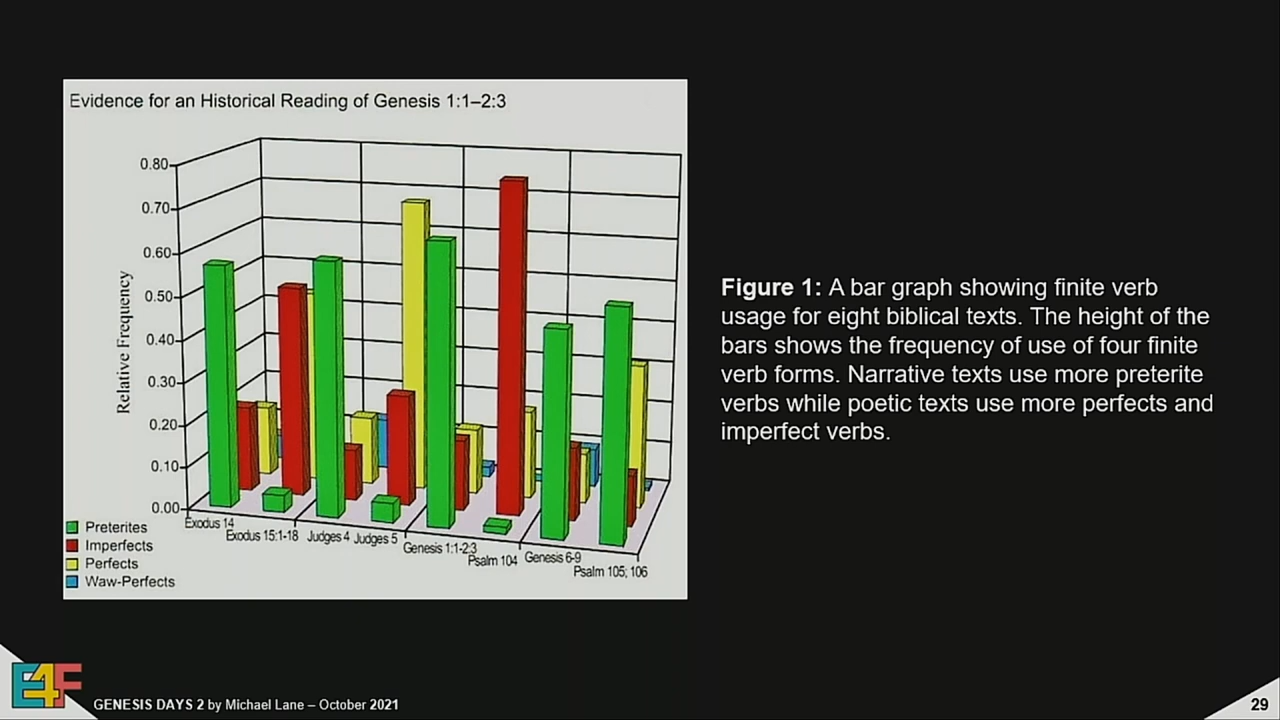 Evidence for an Historical Reading of Genesis 1:1–2:3
0.80
0.70
0.60
0.50
0.40
0.30
0.20
0.10
0.00
Relative Frequency
Exodus 14
Exodus 15:1-18
Judges 4
Judges 5
Genesis 1:1-2:3
Psalm 104
Genesis 6-9
Psalm 105; 106
Preterites
Imperfects
Perfects
Waw-Perfects
Figure 1: A bar graph showing finite verb
usage for eight biblical texts. The height of the
bars shows the frequency of use of four finite
verb forms. Narrative texts use more preterite
verbs while poetic texts use more perfects and
imperfect verbs.
E4F
GENESIS DAYS 2 by Michael Lane – October 2021
29